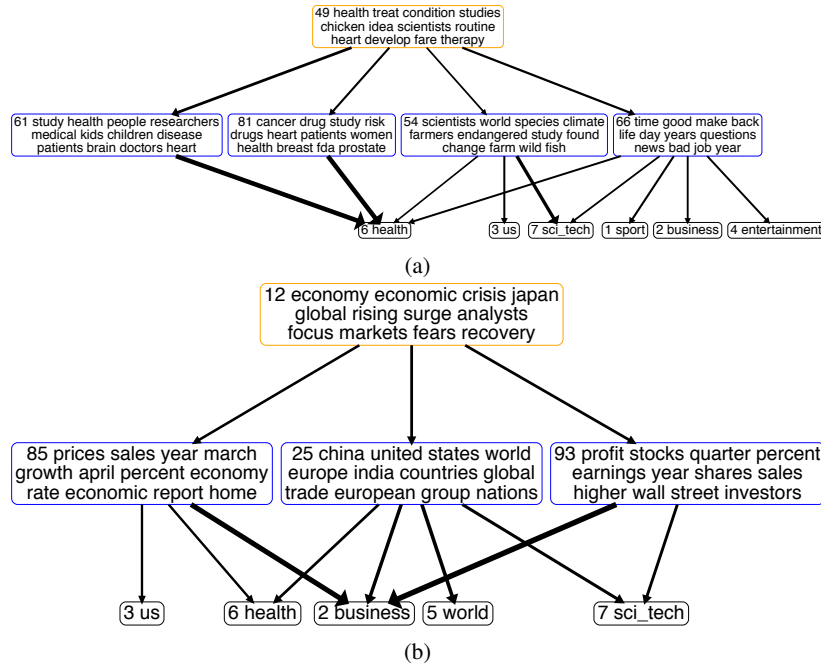 49 health treat condition studies
chicken idea scientists routine
heart develop fare therapy
61 study health people researchers
medical kids children disease
patients brain doctors heart
81 cancer drug study risk
drugs heart patients women
health breast fda prostate
54 scientists world species climate
farmers endangered study found
change farm wild fish
66 time good make back
life day years questions
news bad job year
6 health
3 us
7 sci_tech
1 sport
2 business
4 entertainment
(a)
12 economy economic crisis japan
global rising surge analysts
focus markets fears recovery
85 prices sales year march
growth april percent economy
rate economic report home
25 china united states world
europe india countries global
trade european group nations
93 profit stocks quarter percent
earnings year shares sales
higher wall street investors
3 us
6 health
2 business
5 world
7 sci_tech
(b)